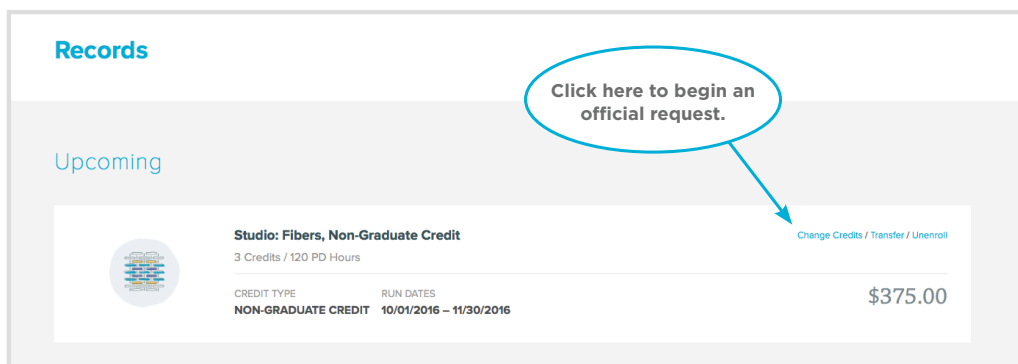 Records
Click here to begin an
official request.
Upcoming
Studio: Fibers, Non-Graduate Credit
Change Credits / Transfer / Unenroll
3 Credits / 120 PD Hours
CREDIT TYPE RUN DATES
$375.00
NON-GRADUATE CREDIT 10/01/2016 – 11/30/2016